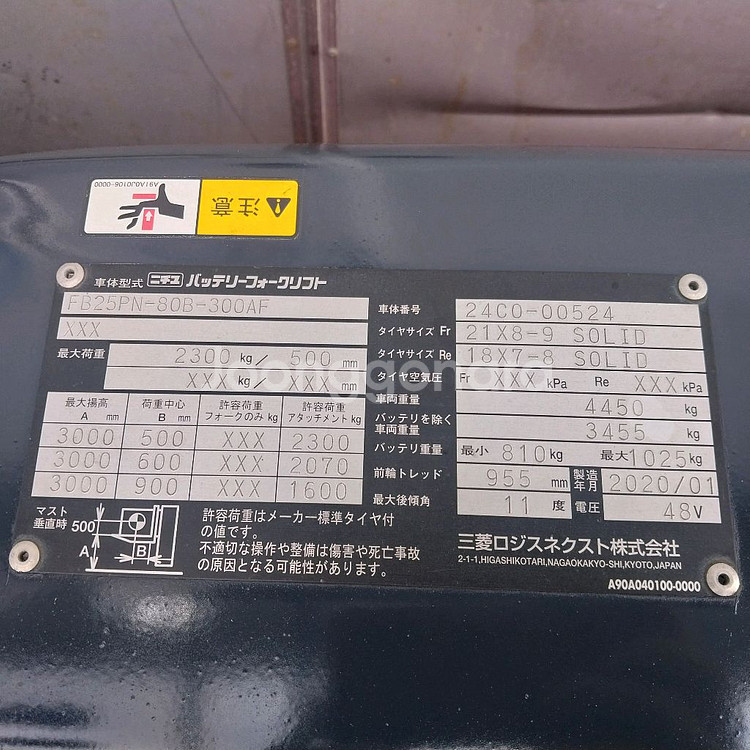 A91A0J0106-0000
注意
車体型式 ニチユ バッテリーフォークリフト
FB25PN-80B-300AF
XXX
最大荷重 2300 kg/ 500 mm
XXX kg/ XXX mm
最大揚高 A mm 荷重中心 B mm 許容荷重 フォークのみ kg 許容荷重 アタッチメント kg
3000 500 XXX 2300
3000 600 XXX 2070
3000 900 XXX 1600
マスト垂直時 500 A B
許容荷重はメーカー標準タイヤ付
の値です。
不適切な操作や整備は傷害や死亡事故
の原因となる可能性があります。
車体番号 24C0-00524
タイヤサイズ Fr 21X8-9 SOLID
タイヤサイズ Re 18X7-8 SOLID
タイヤ空気圧 Fr XXX kPa Re XXX kPa
車両重量 4450 kg
バッテリを除く車両重量 3455 kg
バッテリ重量 最小 810 kg 最大 1025 kg
前輪トレッド 955 mm 製造年月 2020/01
最大後傾角 11 度 電圧 48 V
三菱ロジスネクスト株式会社
2-1-1,HIGASHIKOTARI,NAGAOKAKYO-SHI,KYOTO,JAPAN
A90A040100-0000